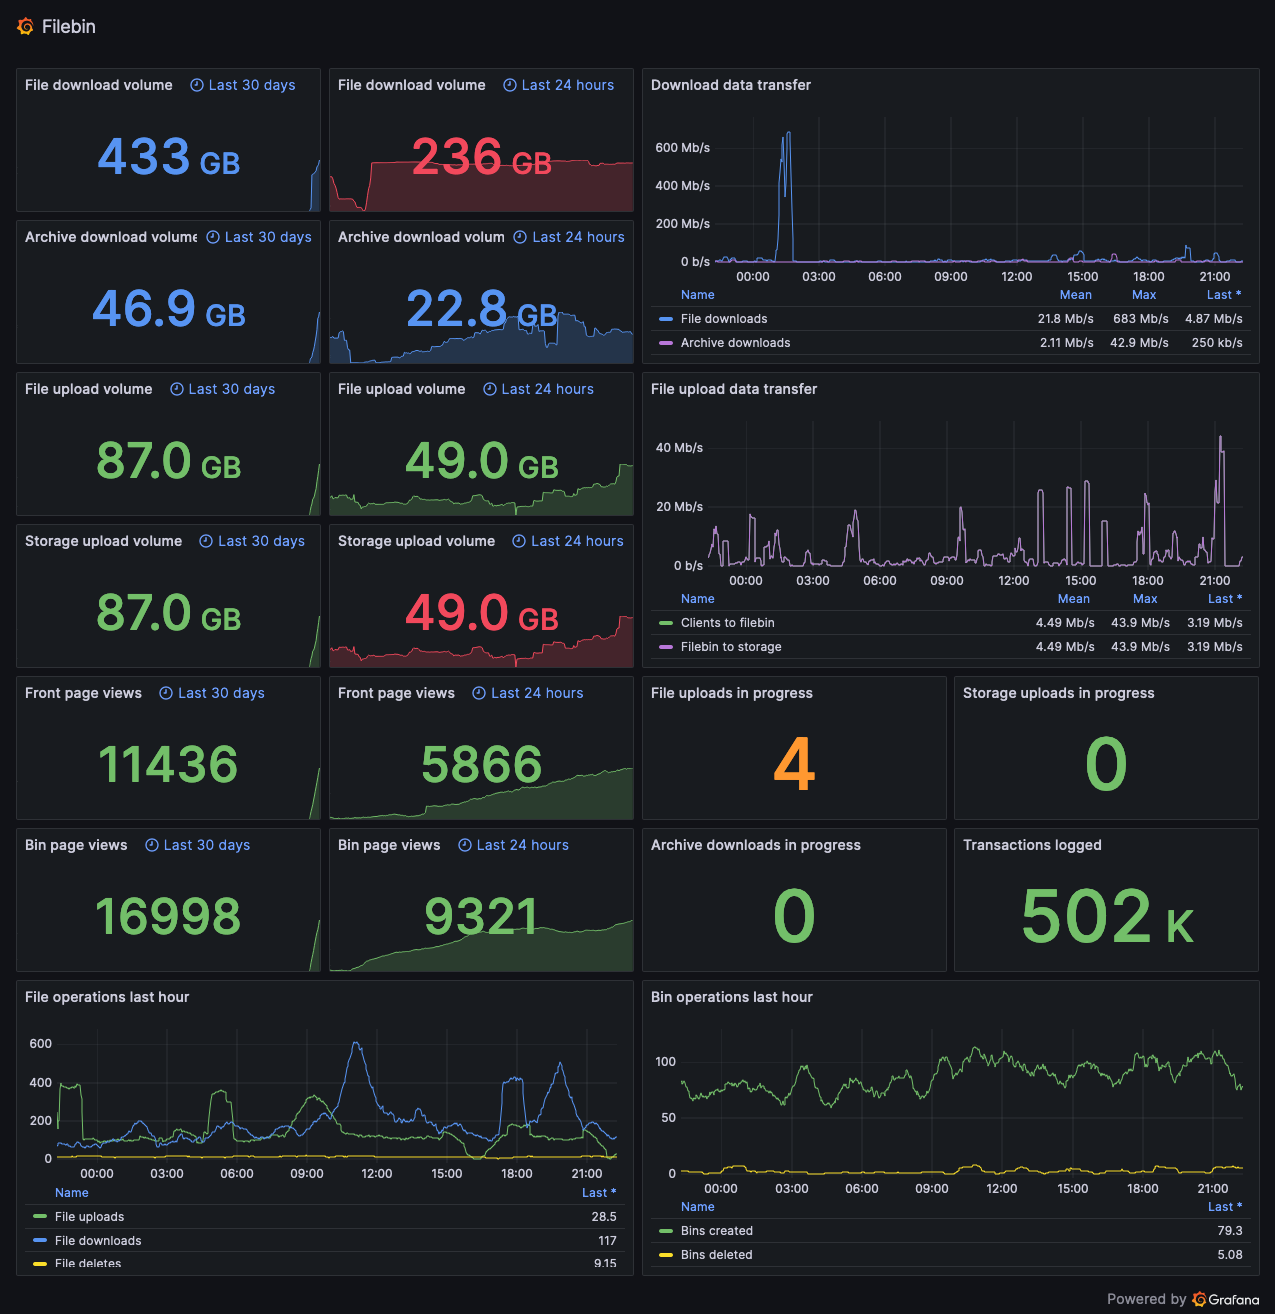 Filebin
File download volume Last 30 days
433 GB
File download volume Last 24 hours
236 GB
Download data transfer
600 Mb/s
400 Mb/s
200 Mb/s
0 b/s
00:00 03:00 06:00 09:00 12:00 15:00 18:00 21:00
Name Mean Max Last *
File downloads 21.8 Mb/s 683 Mb/s 4.87 Mb/s
Archive downloads 2.11 Mb/s 42.9 Mb/s 250 kb/s
Archive download volume Last 30 days
46.9 GB
Archive download volum Last 24 hours
22.8 GB
File upload volume Last 30 days
87.0 GB
File upload volume Last 24 hours
49.0 GB
File upload data transfer
40 Mb/s
20 Mb/s
0 b/s
00:00 03:00 06:00 09:00 12:00 15:00 18:00 21:00
Name Mean Max Last *
Clients to filebin 4.49 Mb/s 43.9 Mb/s 3.19 Mb/s
Filebin to storage 4.49 Mb/s 43.9 Mb/s 3.19 Mb/s
Storage upload volume Last 30 days
87.0 GB
Storage upload volume Last 24 hours
49.0 GB
Front page views Last 30 days
11436
Front page views Last 24 hours
5866
File uploads in progress
4
Storage uploads in progress
0
Bin page views Last 30 days
16998
Bin page views Last 24 hours
9321
Archive downloads in progress
0
Transactions logged
502 K
File operations last hour
600
400
200
0
00:00 03:00 06:00 09:00 12:00 15:00 18:00 21:00
Name Last *
File uploads 28.5
File downloads 117
File deletes 9.15
Bin operations last hour
100
50
0
00:00 03:00 06:00 09:00 12:00 15:00 18:00 21:00
Name Last *
Bins created 79.3
Bins deleted 5.08
Powered by Grafana